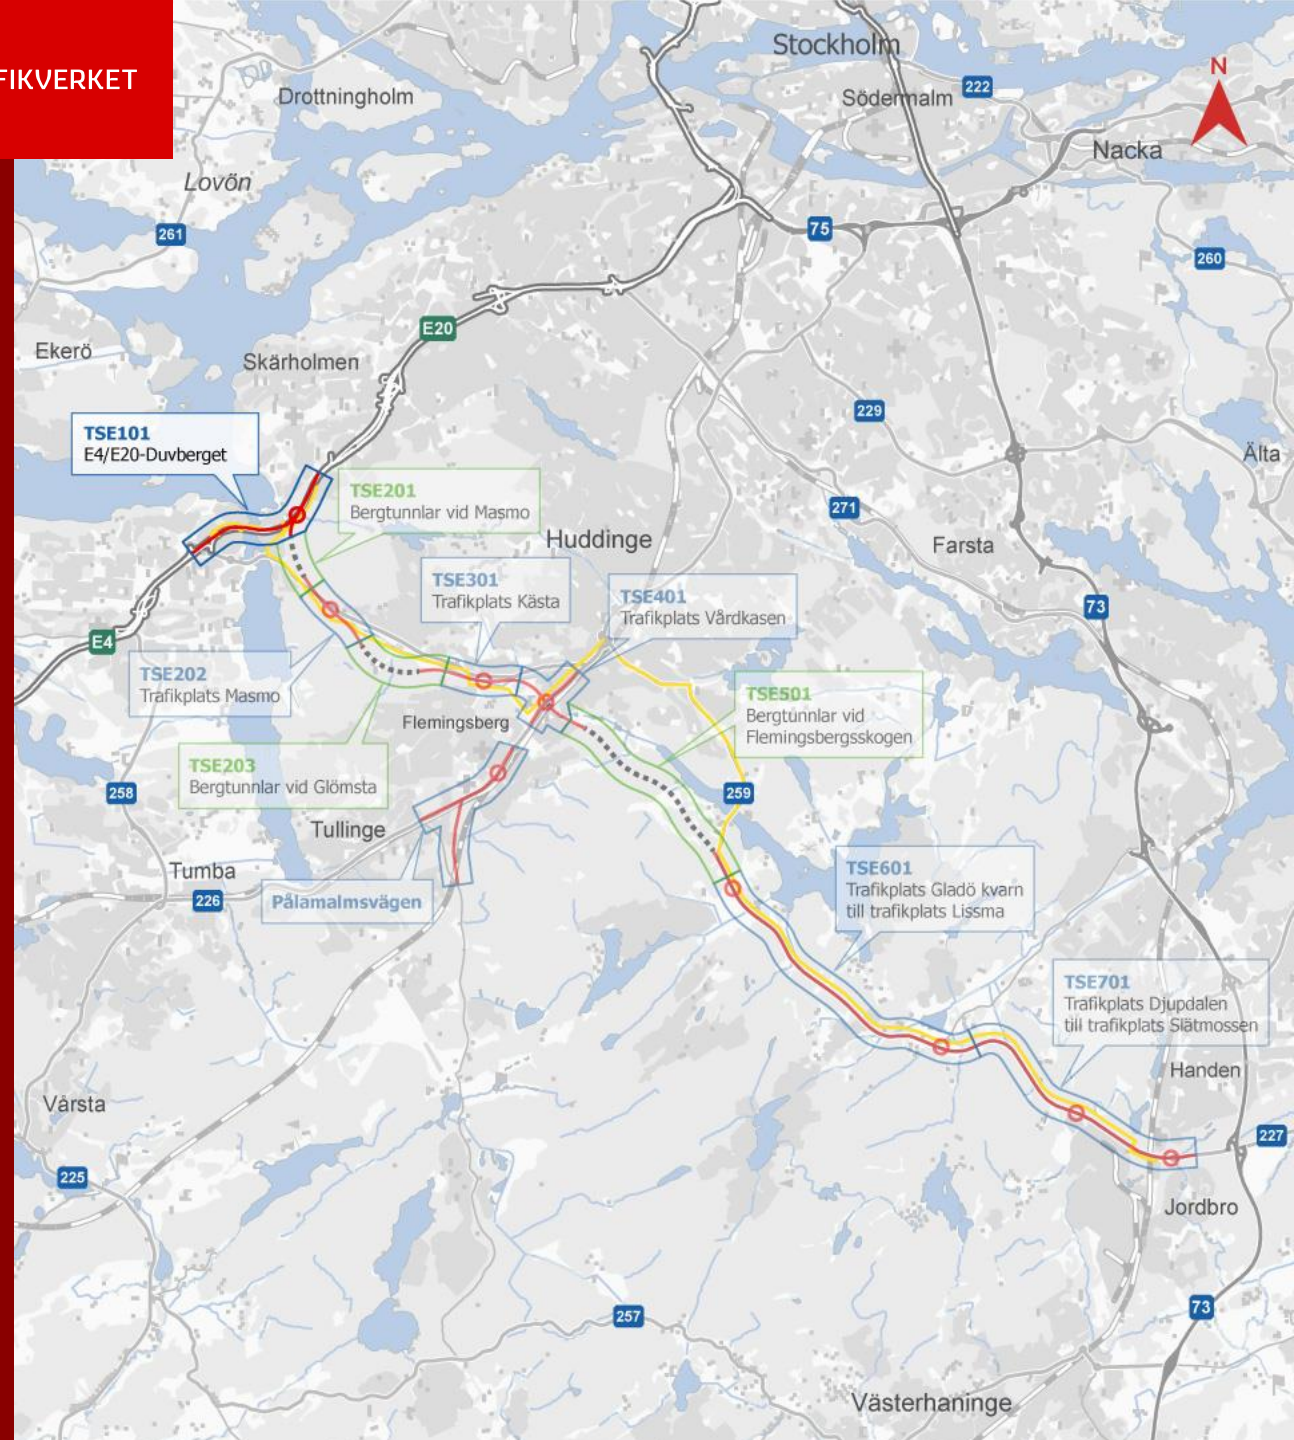 FIKVERKET
Stockholm
N
Drottningholm
Södermalm
222
Nacka
Lovön
261
75
260
E20
Ekerö
Skärholmen
229
TSE101
E4/E20-Duvberget
Älta
TSE201
Bergtunnlar vid Masmo
271
Huddinge
Farsta
TSE301
Trafikplats Kästa
TSE401
Trafikplats Vårdkasen
73
E4
TSE202
Trafikplats Masmo
TSE501
Bergtunnlar vid
Flemingsbergsskogen
Flemingsberg
TSE203
Bergtunnlar vid Glömsta
258
259
Tullinge
Tumba
226
Pålamalmsvägen
TSE601
Trafikplats Gladö kvarn
till trafikplats Lissma
TSE701
Trafikplats Djupdalen
till trafikplats Slätmossen
Handen
Vårsta
227
225
Jordbro
257
73
Västerhaninge